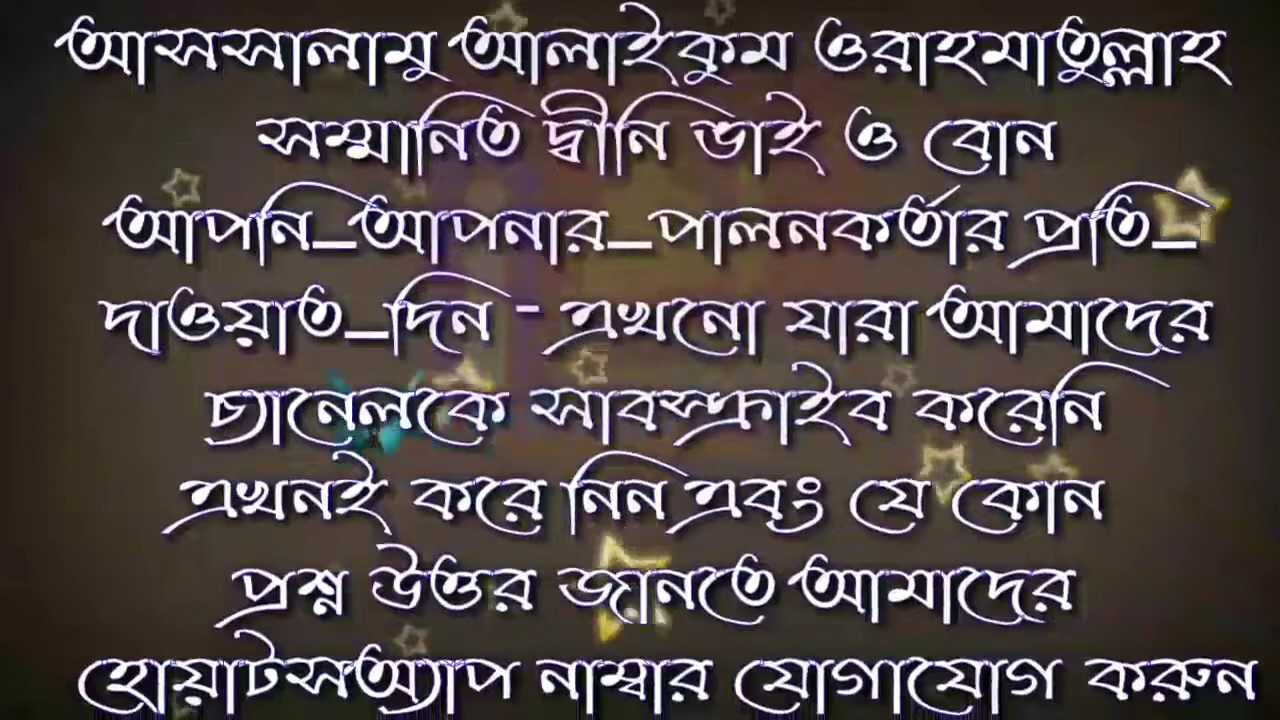 আসসালামু আলাইকুম ওরাহমাতুল্লাহ
সম্মানিত দ্বীনি ভাই ও বোন
আপনি_আপনার_পালনকর্তার প্রতি_
দাওয়াত_দিন - এখনো যারা আমাদের
চ্যানেলকে সাবস্ক্রাইব করেনি
এখনই করে নিন এবং যে কোন
প্রশ্ন উত্তর জানতে আমাদের
হোয়াটসঅ্যাপ নাম্বার যোগাযোগ করুন